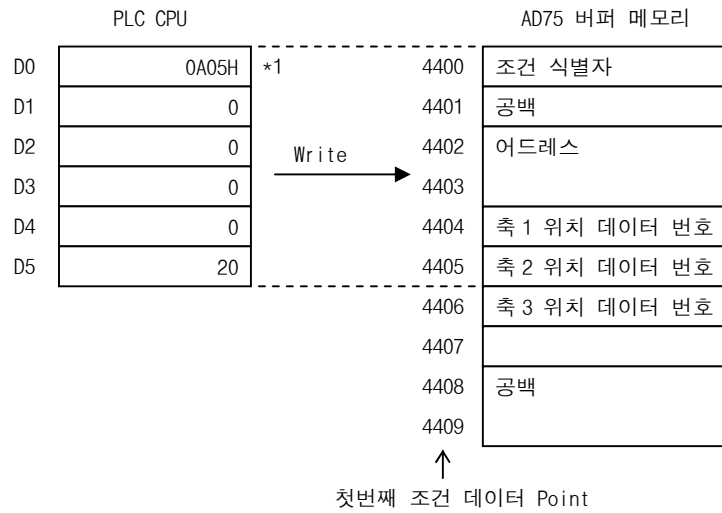 PLC CPU AD75 버퍼 메모리
D0 0A05H *1 4400 조건 식별자
D1 0 4401 공백
D2 0 Write 4402 어드레스
D3 0 4403
D4 0 4404 축1 위치 데이터 번호
D5 20 4405 축2 위치 데이터 번호
4406 축3 위치 데이터 번호
4407
4408 공백
4409
첫번째 조건 데이터 Point